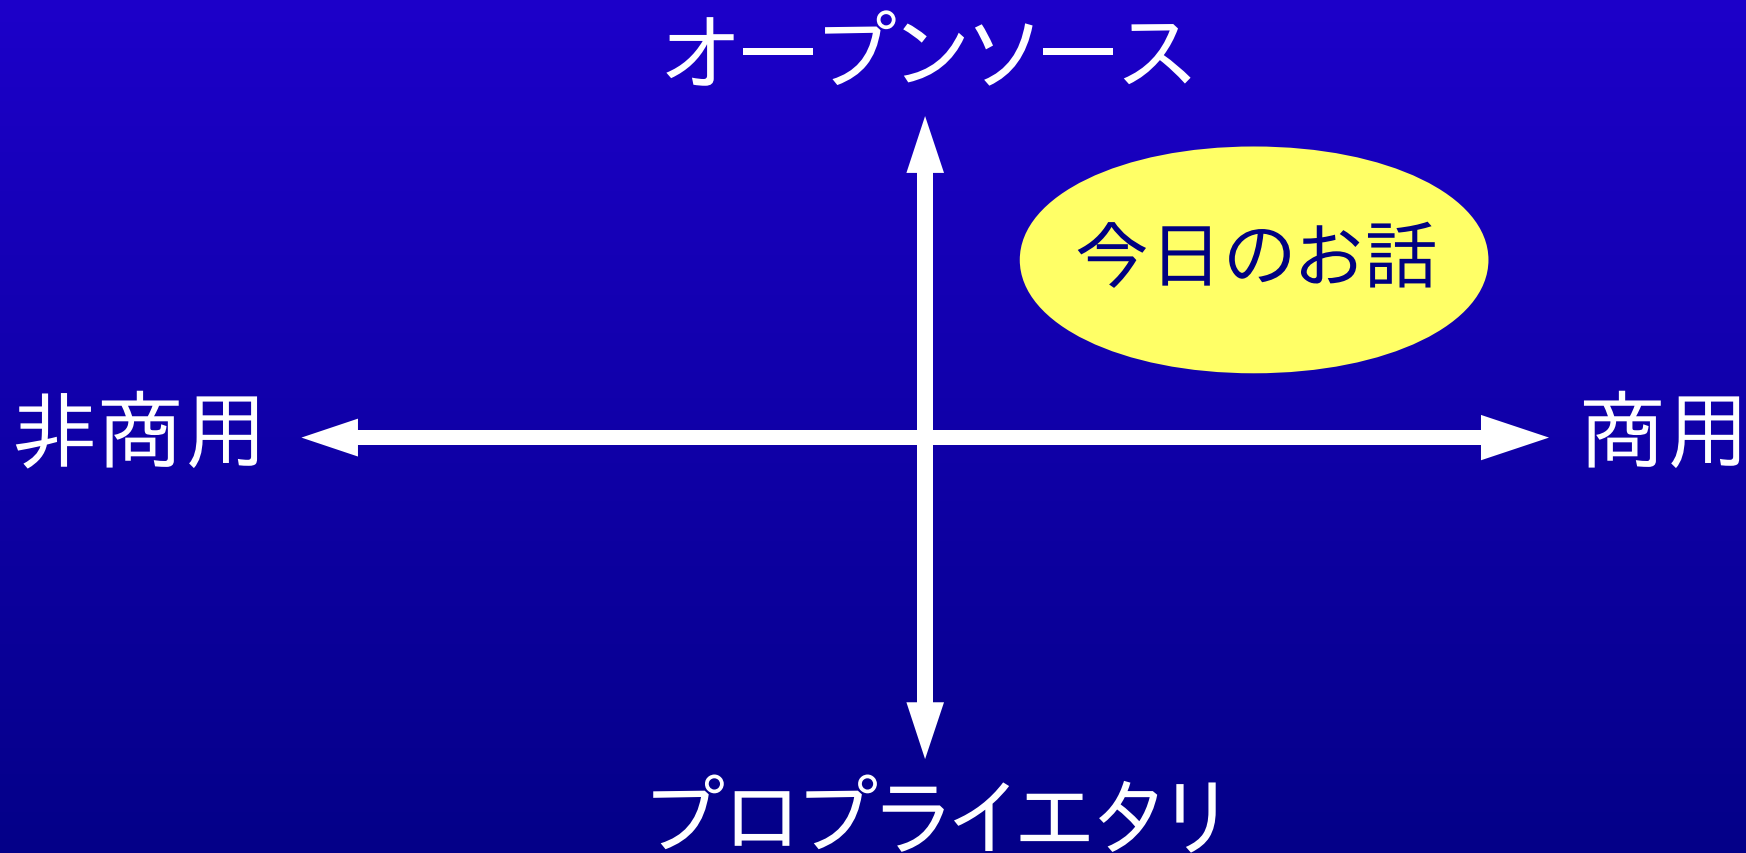 オープンソース
今日のお話
非商用
商用
プロプライエタリ